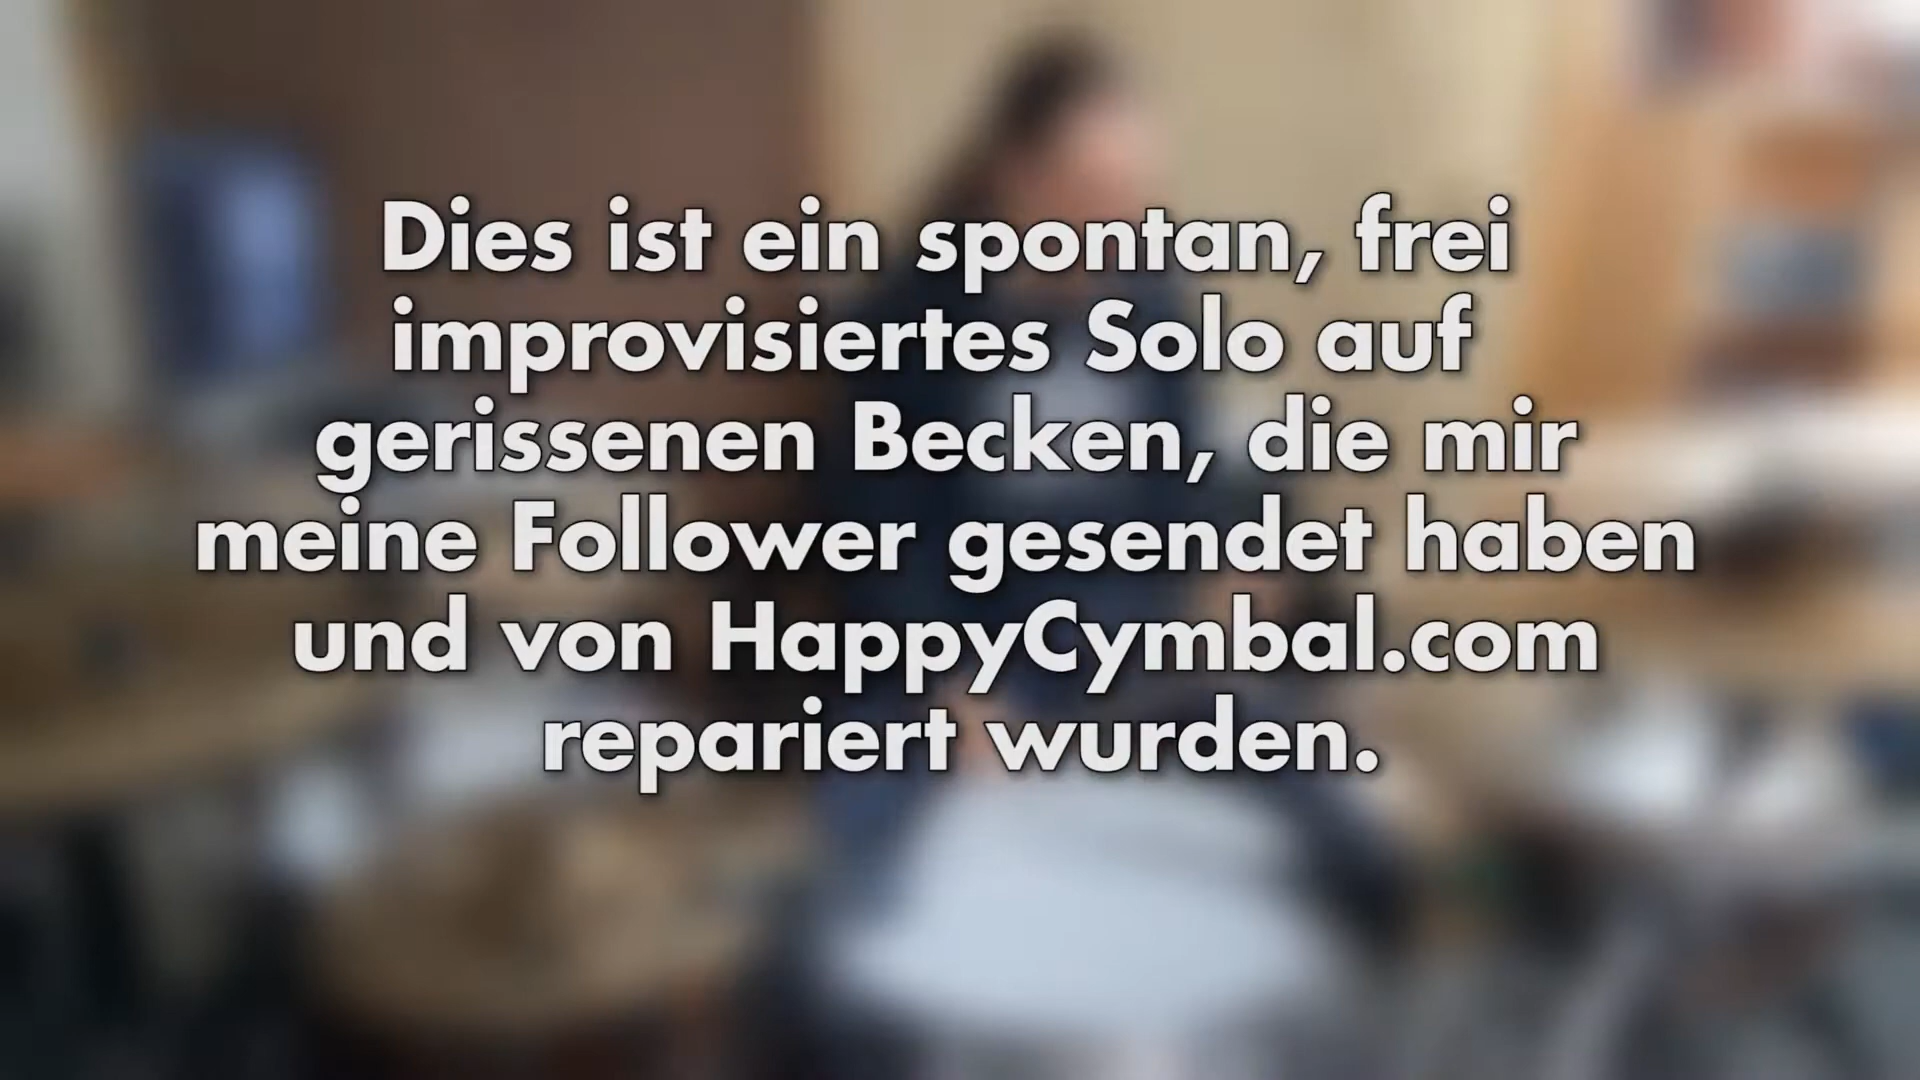 Dies ist ein spontan, frei
improvisiertes Solo auf
gerissenen Becken, die mir
meine Follower gesendet haben
und von HappyCymbal.com
repariert wurden.